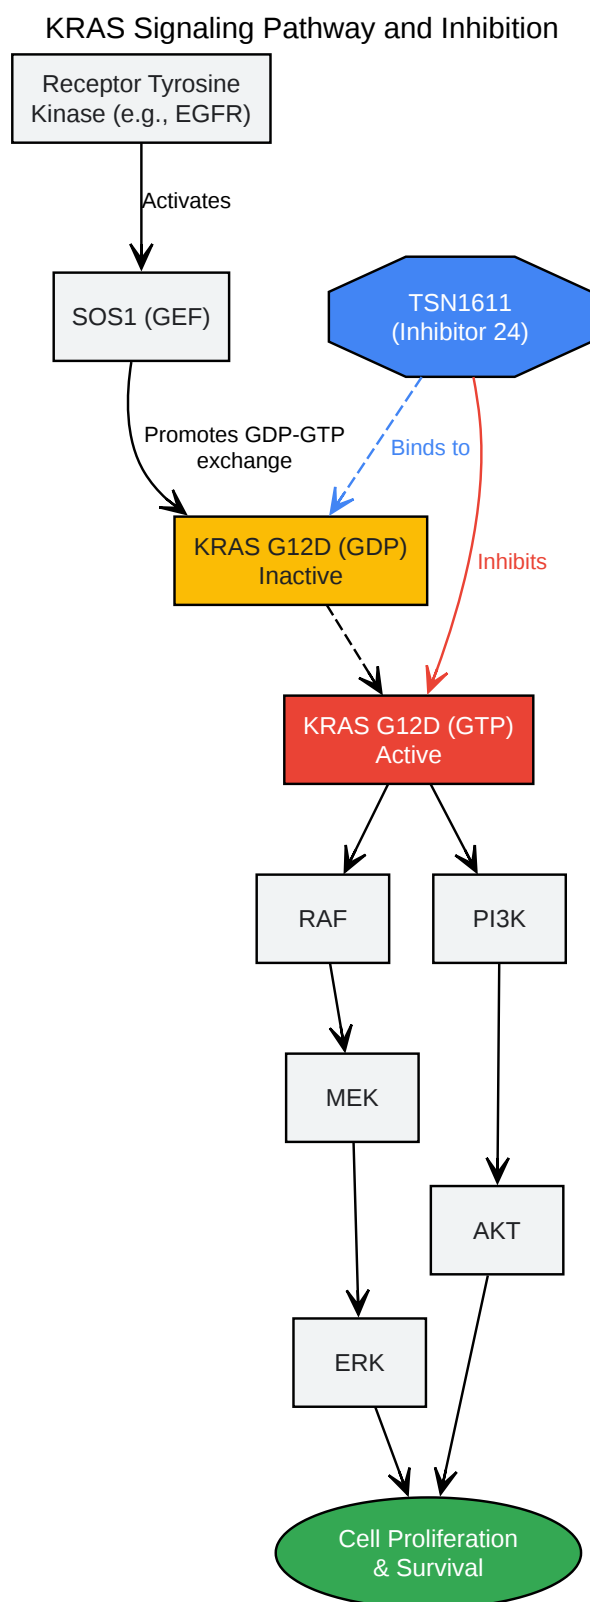 KRAS Signaling Pathway and Inhibition
Receptor Tyrosine
Kinase (e.g., EGFR)
Activates
SOS1 (GEF)
TSN1611
(Inhibitor 24)
Promotes GDP-GTP
exchange
Binds to
KRAS G12D (GDP)
Inactive
Inhibits
KRAS G12D (GTP)
Active
RAF
PI3K
MEK
AKT
ERK
Cell Proliferation
& Survival